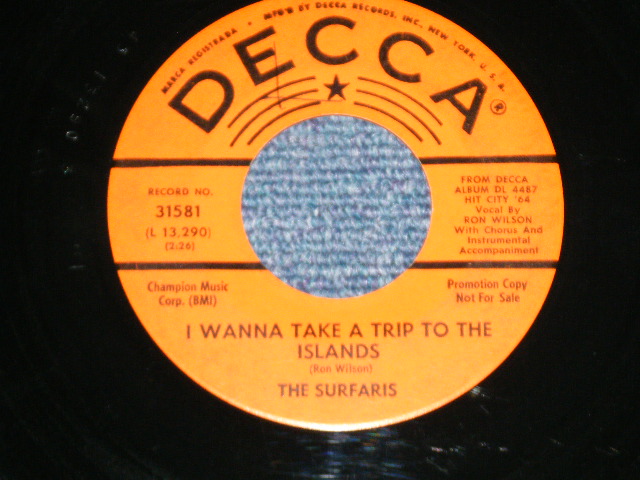 MARCA REGISTRADA • MFG'D BY DECCA RECORDS, INC., NEW YORK, U. S. A.
DECCA®
RECORD NO.
31581
(L 13,290)
(2:26)
FROM DECCA
ALBUM DL 4487
HIT CITY '64
Vocal By
RON WILSON
With Chorus And
Instrumental
Accompaniment
Champion Music
Corp. (BMI)
Promotion Copy
Not For Sale
I WANNA TAKE A TRIP TO THE
ISLANDS
(Ron Wilson)
THE SURFARIS